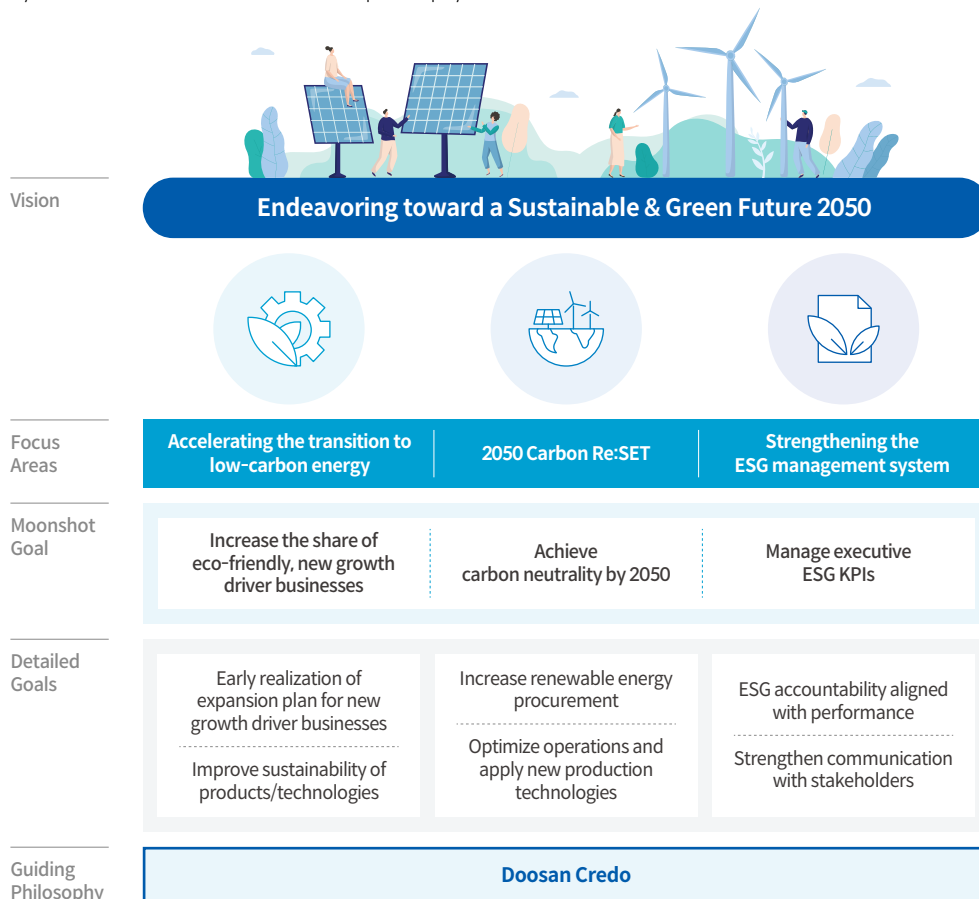 Vision
Endeavoring toward a Sustainable & Green Future 2050
Focus
Areas
Accelerating the transition to
low-carbon energy
2050 Carbon Re:SET
Strengthening the
ESG management system
Moonshot
Goal
Increase the share of
eco-friendly, new growth
driver businesses
Achieve
carbon neutrality by 2050
Manage executive
ESG KPIs
Detailed
Goals
Early realization of
expansion plan for new
growth driver businesses
Improve sustainability of
products/technologies
Increase renewable energy
procurement
Optimize operations and
apply new production
technologies
ESG accountability aligned
with performance
Strengthen communication
with stakeholders
Guiding
Philosophy
Doosan Credo